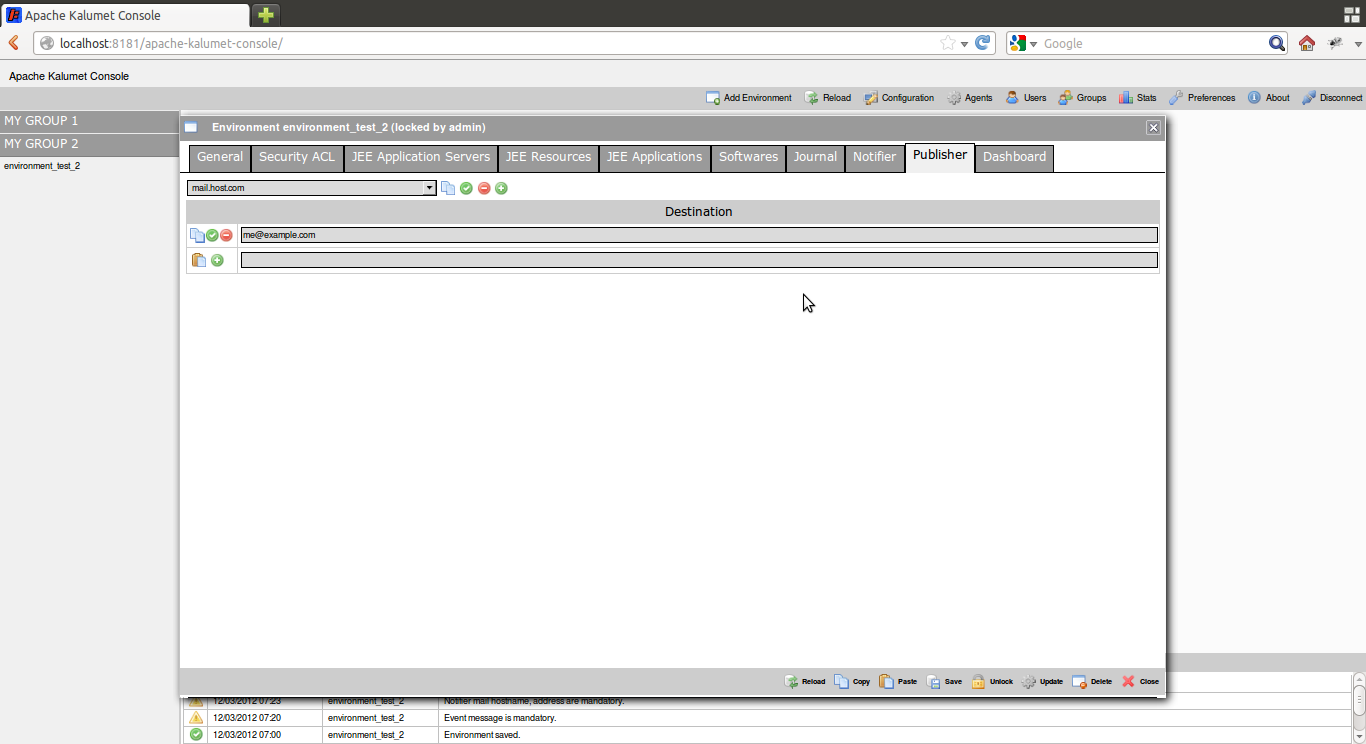 Apache Kalumet Console
localhost:8181/apache-kalumet-console/
Google
Apache Kalumet Console
Add Environment Reload Configuration Agents Users Groups Stats Preferences About Disconnect
MY GROUP 1
MY GROUP 2
environment_test_2
Environment environment_test_2 (locked by admin)
General Security ACL JEE Application Servers JEE Resources JEE Applications Softwares Journal Notifier Publisher Dashboard
mail.host.com
Destination
me@example.com
Reload Copy Paste Save Unlock Update Delete Close
12/03/2012 07:23 environment_test_2 Notifier mail hostname, address are mandatory.
12/03/2012 07:20 environment_test_2 Event message is mandatory.
12/03/2012 07:00 environment_test_2 Environment saved.